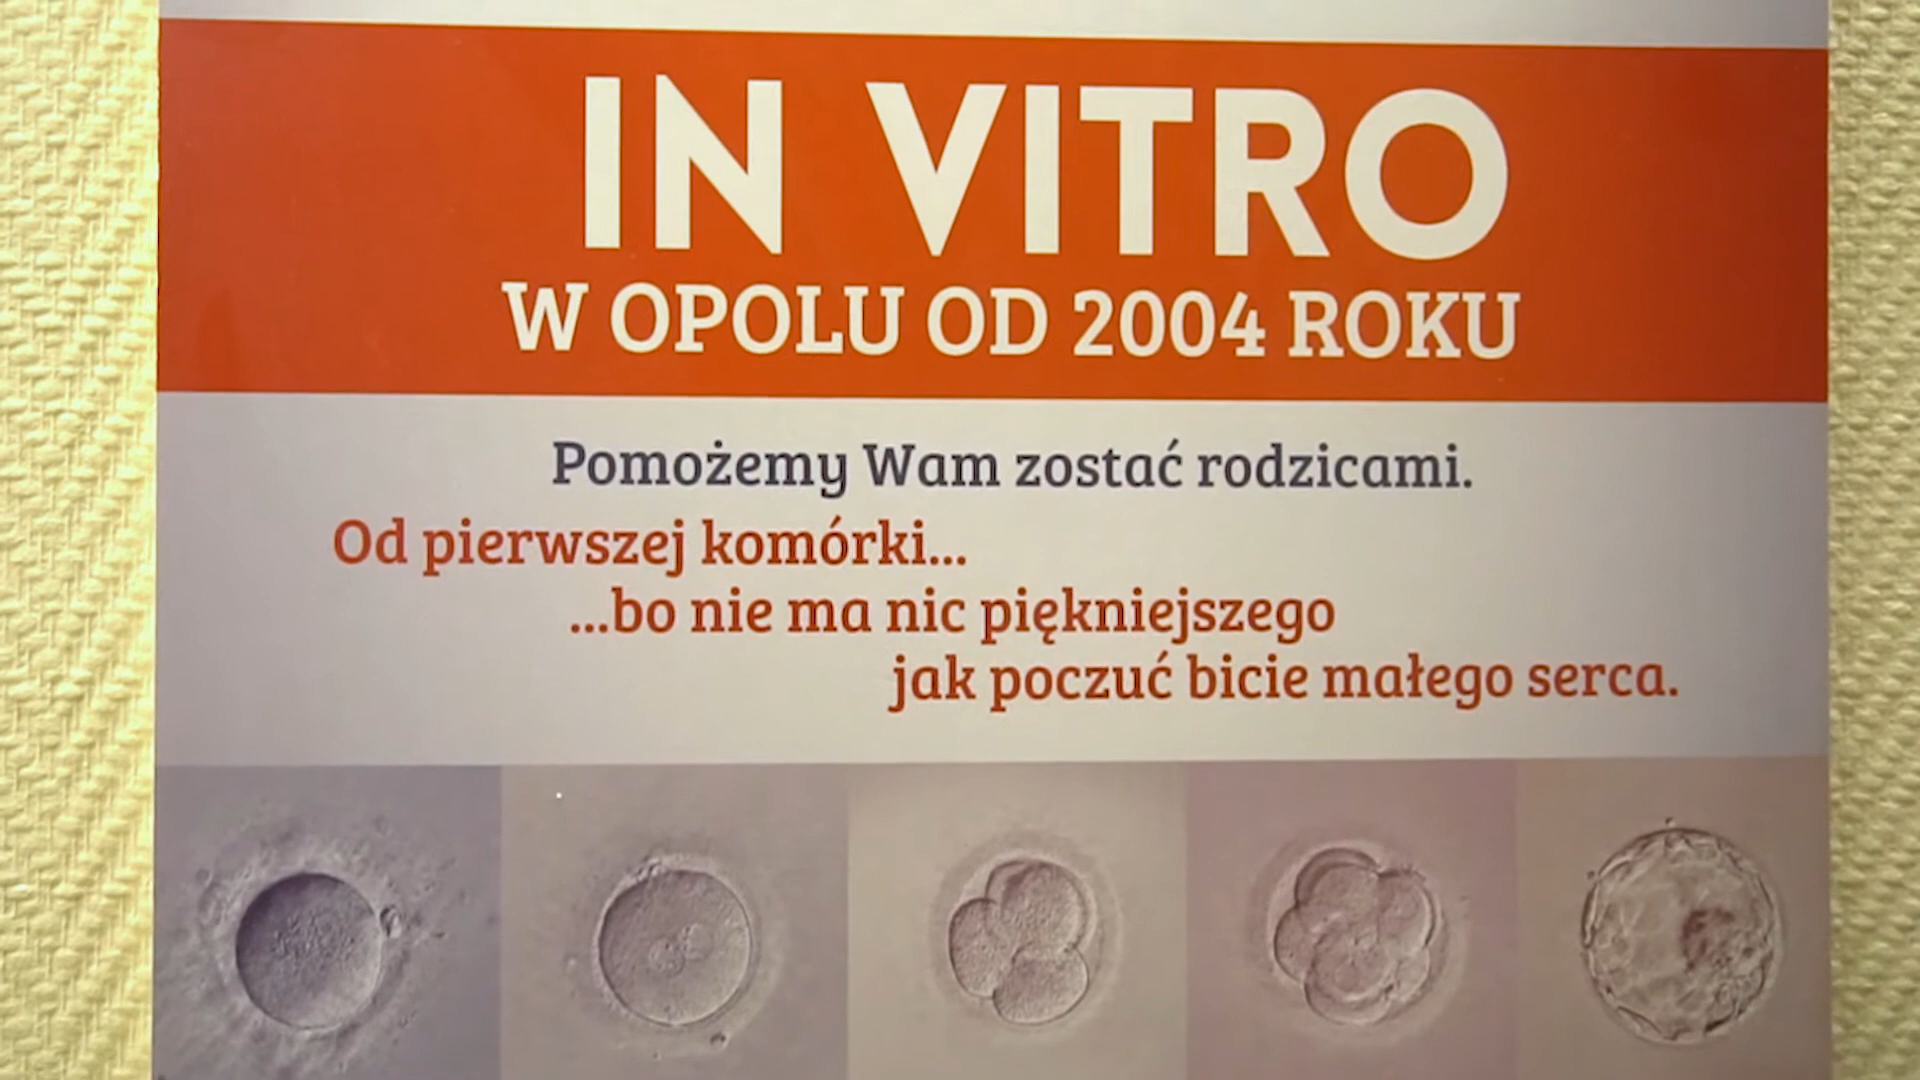 IN VITRO
W OPOLU OD 2004 ROKU
Pomożemy Wam zostać rodzicami.
Od pierwszej komórki...
...bo nie ma nic piękniejszego
jak poczuć bicie małego serca.